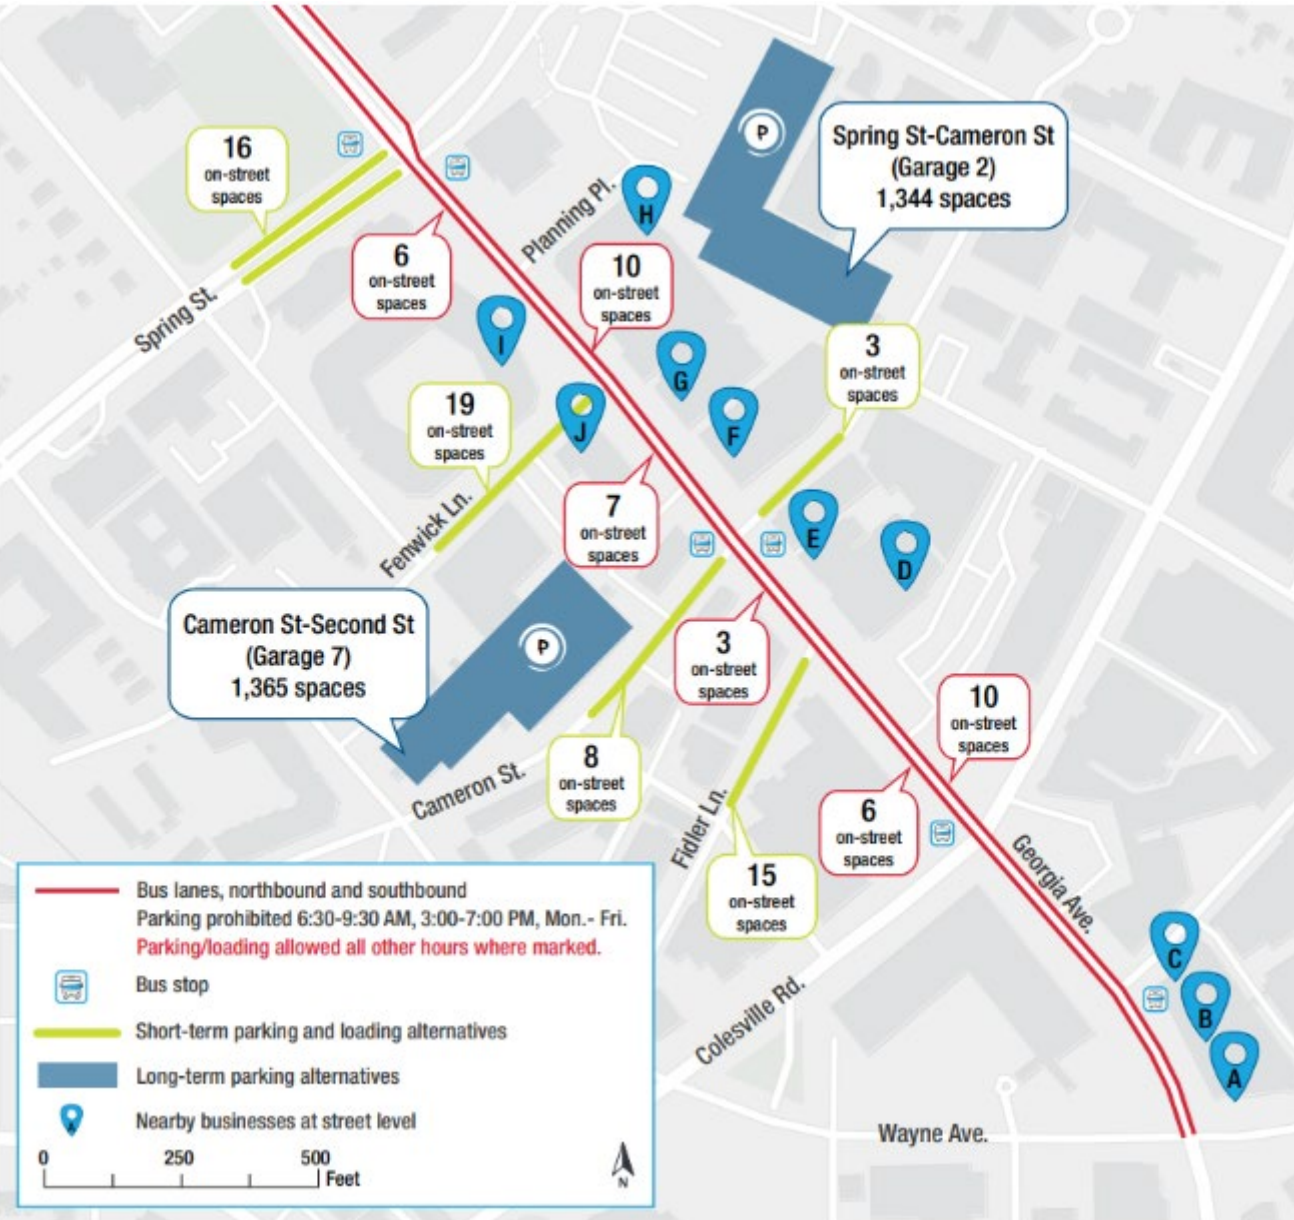 16
on-street
spaces
Spring St-Cameron St
(Garage 2)
1,344 spaces
P
Planning Pl.
H
6
on-street
spaces
10
on-street
spaces
Spring St.
I
G
3
on-street
spaces
19
on-street
spaces
J
F
Fenwick Ln.
7
on-street
spaces
E
D
Cameron St-Second St
(Garage 7)
1,365 spaces
P
3
on-street
spaces
10
on-street
spaces
Cameron St.
8
on-street
spaces
Fidler Ln.
6
on-street
spaces
Georgia Ave.
15
on-street
spaces
C
B
A
Colesville Rd.
Wayne Ave.
Bus lanes, northbound and southbound
Parking prohibited 6:30-9:30 AM, 3:00-7:00 PM, Mon.- Fri.
Parking/loading allowed all other hours where marked.
Bus stop
Short-term parking and loading alternatives
Long-term parking alternatives
A
Nearby businesses at street level
0 250 500
Feet
N